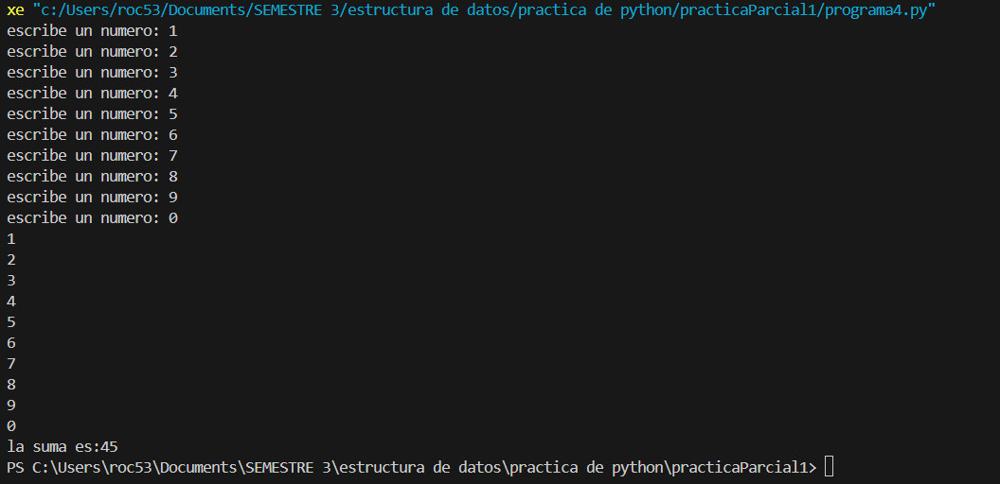 xe "c:/Users/roc53/Documents/SEMESTRE 3/estructura de datos/practica de python/practicaParcial1/programa4.py"
escribe un numero: 1
escribe un numero: 2
escribe un numero: 3
escribe un numero: 4
escribe un numero: 5
escribe un numero: 6
escribe un numero: 7
escribe un numero: 8
escribe un numero: 9
escribe un numero: 0
1
2
3
4
5
6
7
8
9
0
la suma es:45
PS C:\Users\roc53\Documents\SEMESTRE 3\estructura de datos\practica de python\practicaParcial1>